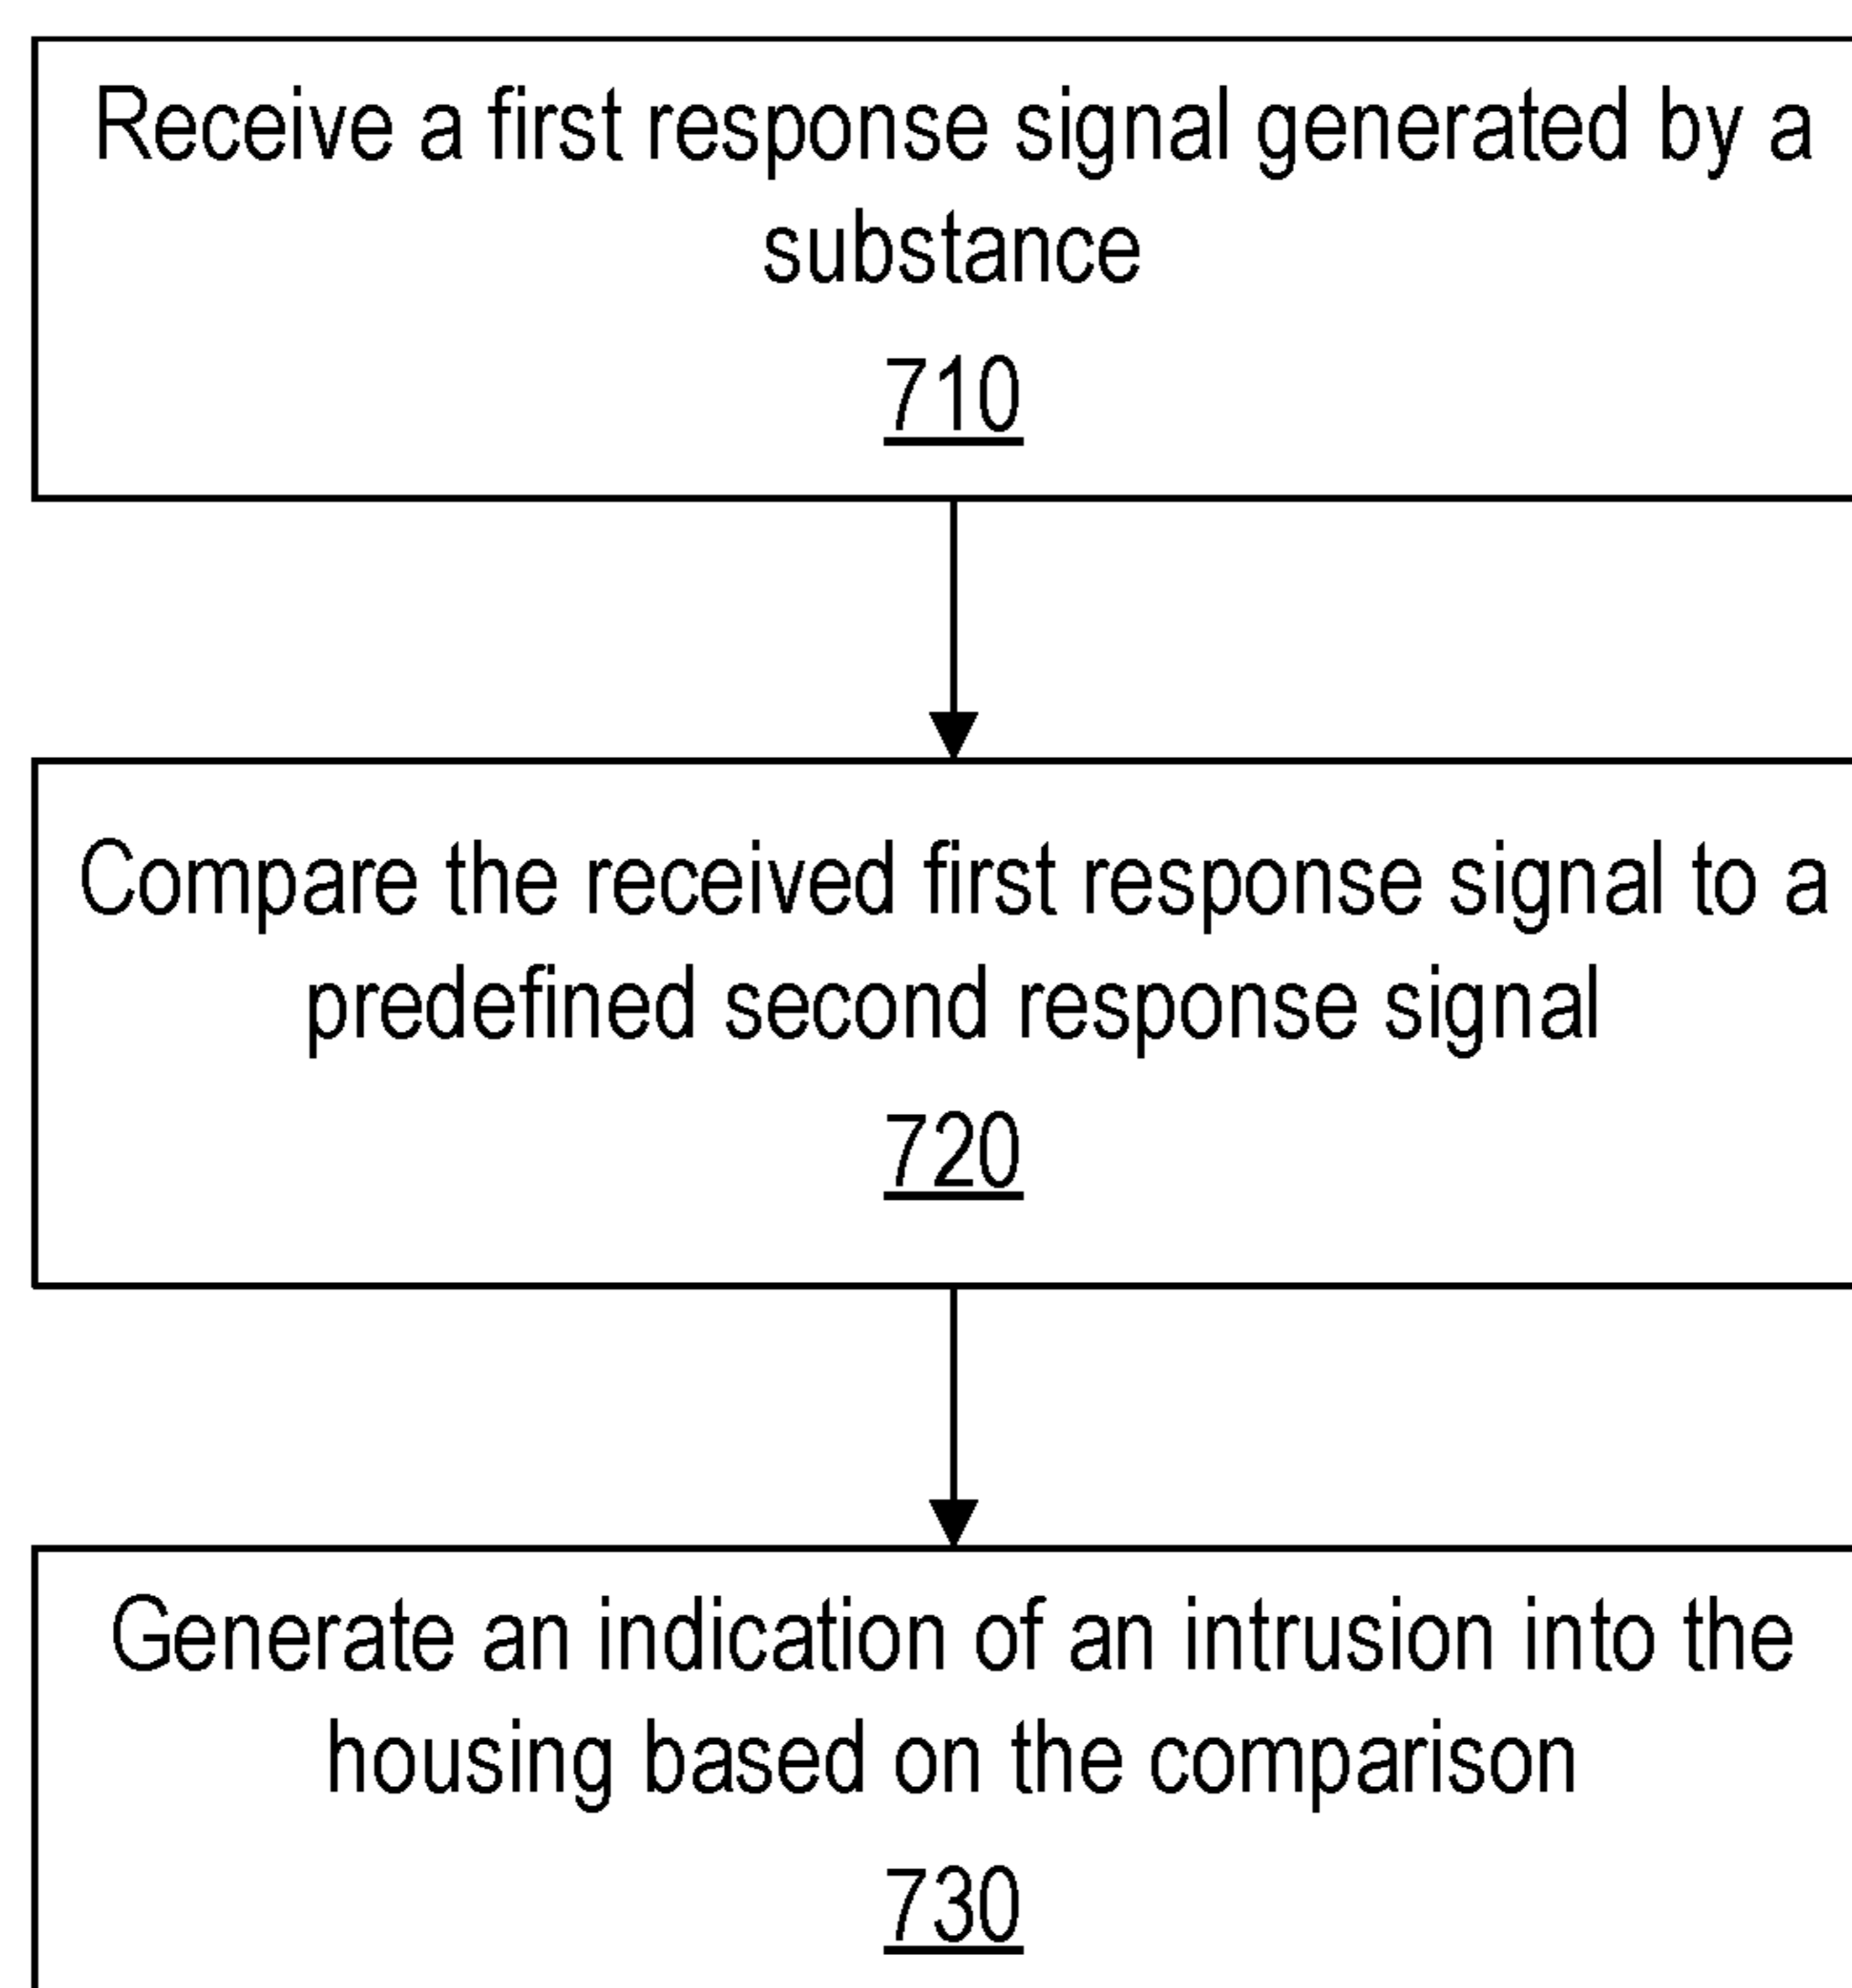 Receive a first response signal generated by a
substance
710
Compare the received first response signal to a
predefined second response signal
720
Generate an indication of an intrusion into the
housing based on the comparison
730